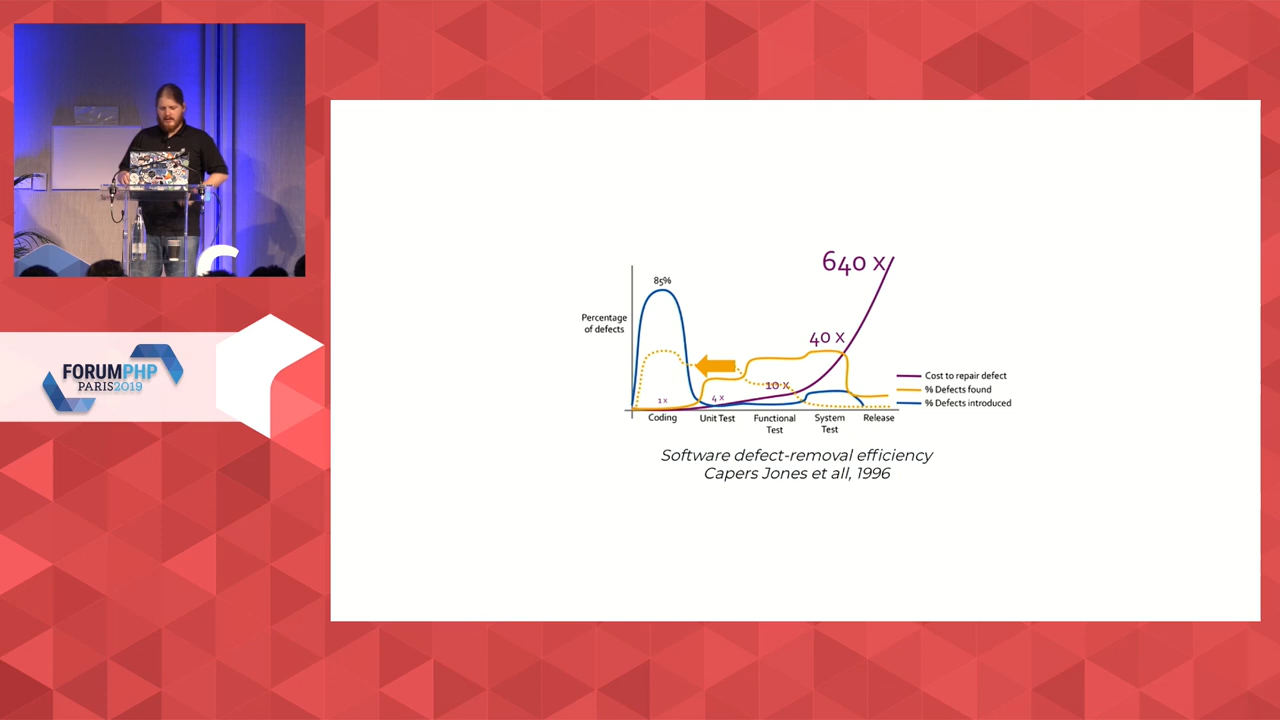 FORUMPHP
PARIS2019
640 x
85%
Percentage
of defects
40 x
10 x
1 x
4 x
Coding
Unit Test
Functional
Test
System
Test
Release
Cost to repair defect
% Defects found
% Defects introduced
Software defect-removal efficiency
Capers Jones et all, 1996